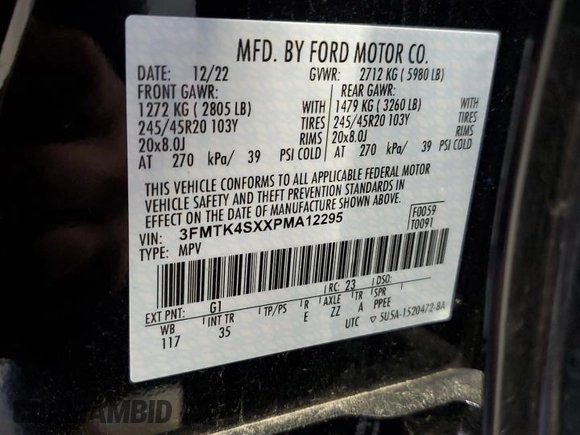 MFD. BY FORD MOTOR CO.
DATE: 12/22 GVWR: 2712 KG ( 5980 LB)
FRONT GAWR: REAR GAWR:
1272 KG ( 2805 LB) WITH 1479 KG ( 3260 LB) WITH
245/45R20 103Y TIRES 245/45R20 103Y TIRES
20x8.0J RIMS 20x8.0J RIMS
AT 270 kPa/ 39 PSI COLD AT 270 kPa/ 39 PSI COLD
THIS VEHICLE CONFORMS TO ALL APPLICABLE FEDERAL MOTOR
VEHICLE SAFETY AND THEFT PREVENTION STANDARDS IN
EFFECT ON THE DATE OF MANUFACTURE SHOWN ABOVE.
VIN: 3FMTK4SXXPMA12295 F0059
TYPE: MPV T0091
EXT PNT: G1 RC: 23 DSO:
WB INT TR TP/PS R AXLE TR SPR
117 35 E ZZ A PPEE
UTC ▽ 5U5A-1520472-BA